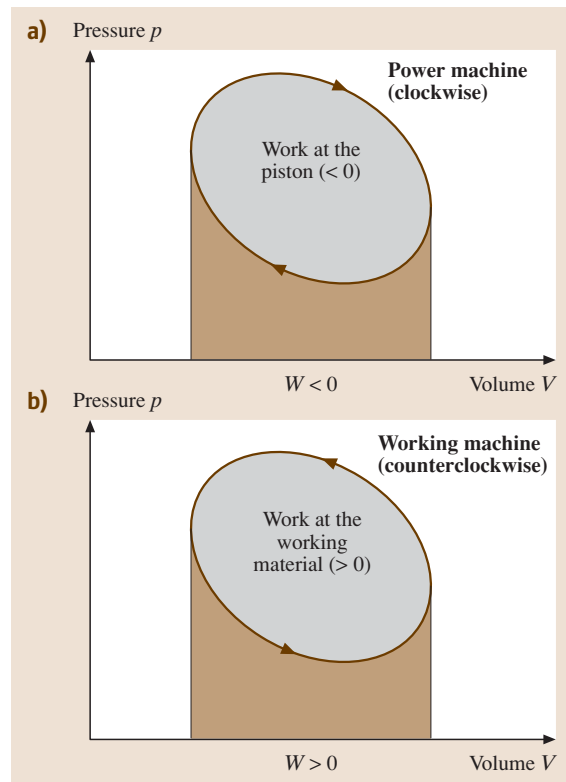 a) Pressure p
Power machine
(clockwise)
Work at the
piston (< 0)
W < 0 Volume V
b) Pressure p
Working machine
(counterclockwise)
Work at the
working
material (> 0)
W > 0 Volume V